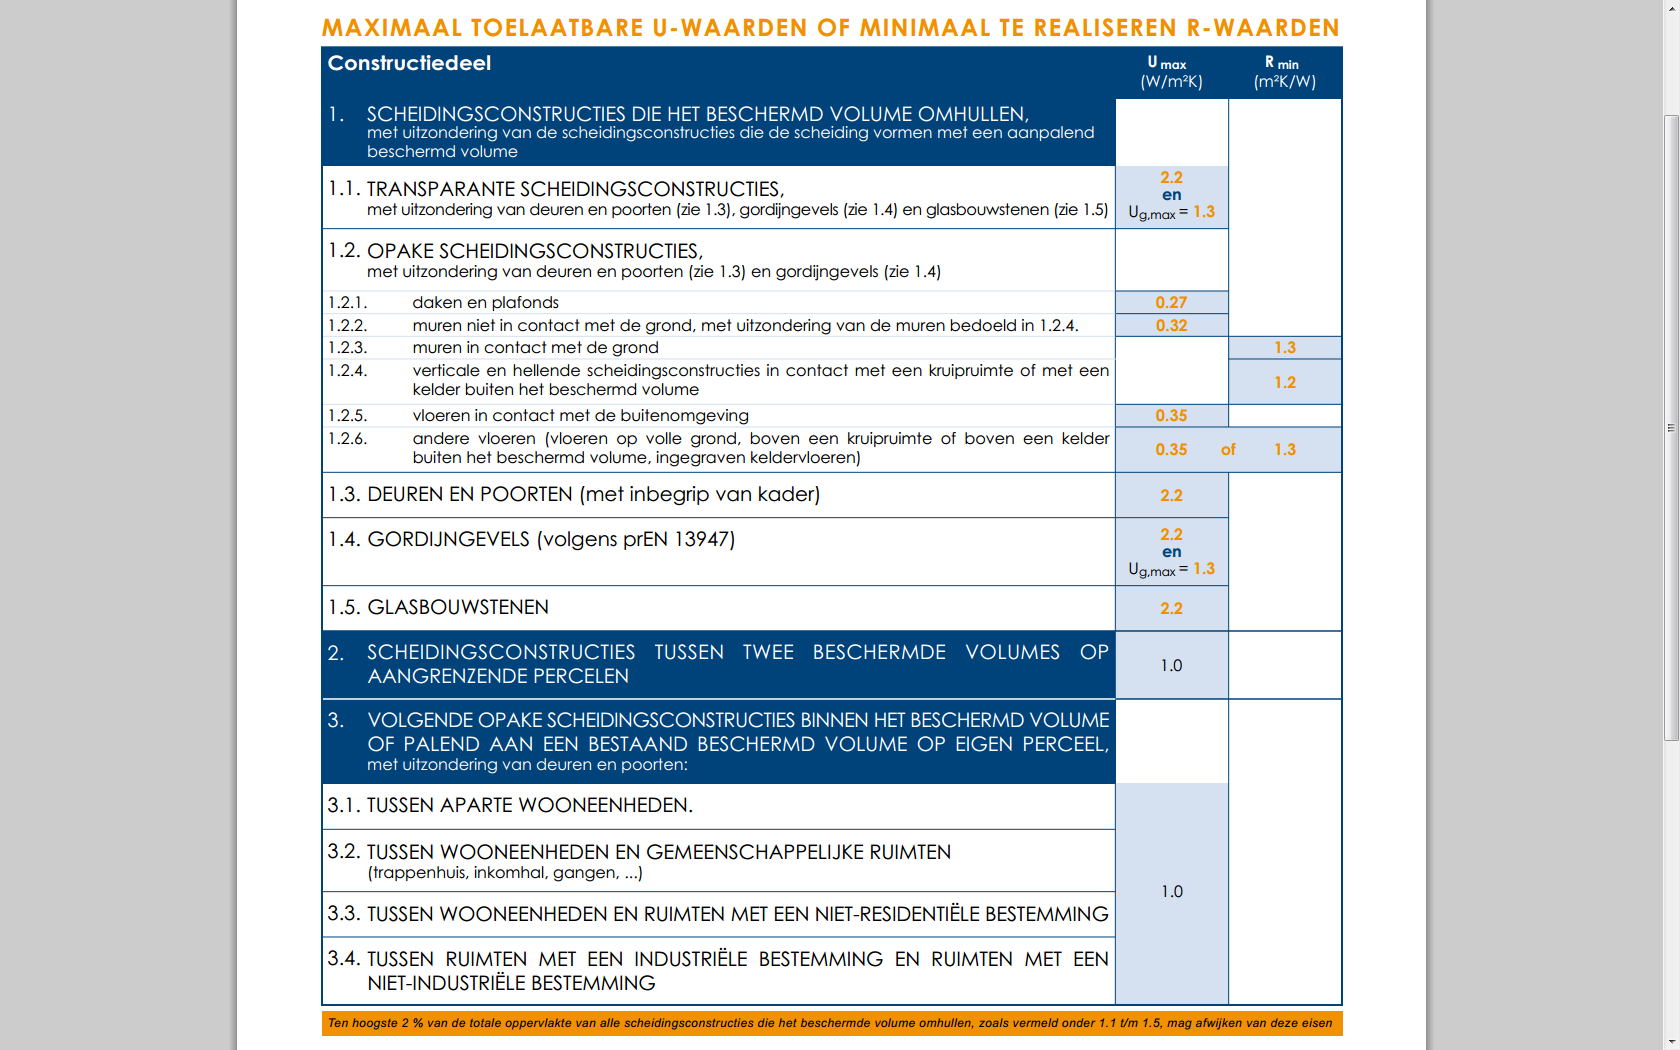 MAXIMAAL TOELAATBARE U-WAARDEN OF MINIMAAL TE REALISEREN R-WAARDEN
Constructiedeel U max (W/m²K) R min (m²K/W)
1. SCHEIDINGSCONSTRUCTIES DIE HET BESCHERMD VOLUME OMHULLEN,
met uitzondering van de scheidingsconstructies die de scheiding vormen met een aanpalend
beschermd volume
1.1. TRANSPARANTE SCHEIDINGSCONSTRUCTIES,
met uitzondering van deuren en poorten (zie 1.3), gordijngevels (zie 1.4) en glasbouwstenen (zie 1.5)
2.2
en
Ug,max = 1.3
1.2. OPAKE SCHEIDINGSCONSTRUCTIES,
met uitzondering van deuren en poorten (zie 1.3) en gordijngevels (zie 1.4)
1.2.1. daken en plafonds 0.27
1.2.2. muren niet in contact met de grond, met uitzondering van de muren bedoeld in 1.2.4. 0.32
1.2.3. muren in contact met de grond 1.3
1.2.4. verticale en hellende scheidingsconstructies in contact met een kruipruimte of met een
kelder buiten het beschermd volume 1.2
1.2.5. vloeren in contact met de buitenomgeving 0.35
1.2.6. andere vloeren (vloeren op volle grond, boven een kruipruimte of boven een kelder
buiten het beschermd volume, ingegraven keldervloeren) 0.35 of 1.3
1.3. DEUREN EN POORTEN (met inbegrip van kader) 2.2
1.4. GORDIJNGEVELS (volgens prEN 13947)
2.2
en
Ug,max = 1.3
1.5. GLASBOUWSTENEN 2.2
2. SCHEIDINGSCONSTRUCTIES TUSSEN TWEE BESCHERMDE VOLUMES OP
AANGRENZENDE PERCELEN 1.0
3. VOLGENDE OPAKE SCHEIDINGSCONSTRUCTIES BINNEN HET BESCHERMD VOLUME
OF PALEND AAN EEN BESTAAND BESCHERMD VOLUME OP EIGEN PERCEEL,
met uitzondering van deuren en poorten:
3.1. TUSSEN APARTE WOONEENHEDEN.
3.2. TUSSEN WOONEENHEDEN EN GEMEENSCHAPPELIJKE RUIMTEN
(trappenhuis, inkomhal, gangen, ...)
1.0
3.3. TUSSEN WOONEENHEDEN EN RUIMTEN MET EEN NIET-RESIDENTIËLE BESTEMMING
3.4. TUSSEN RUIMTEN MET EEN INDUSTRIËLE BESTEMMING EN RUIMTEN MET EEN
NIET-INDUSTRIËLE BESTEMMING
Ten hoogste 2 % van de totale oppervlakte van alle scheidingsconstructies die het beschermde volume omhullen, zoals vermeld onder 1.1 t/m 1.5, mag afwijken van deze eisen